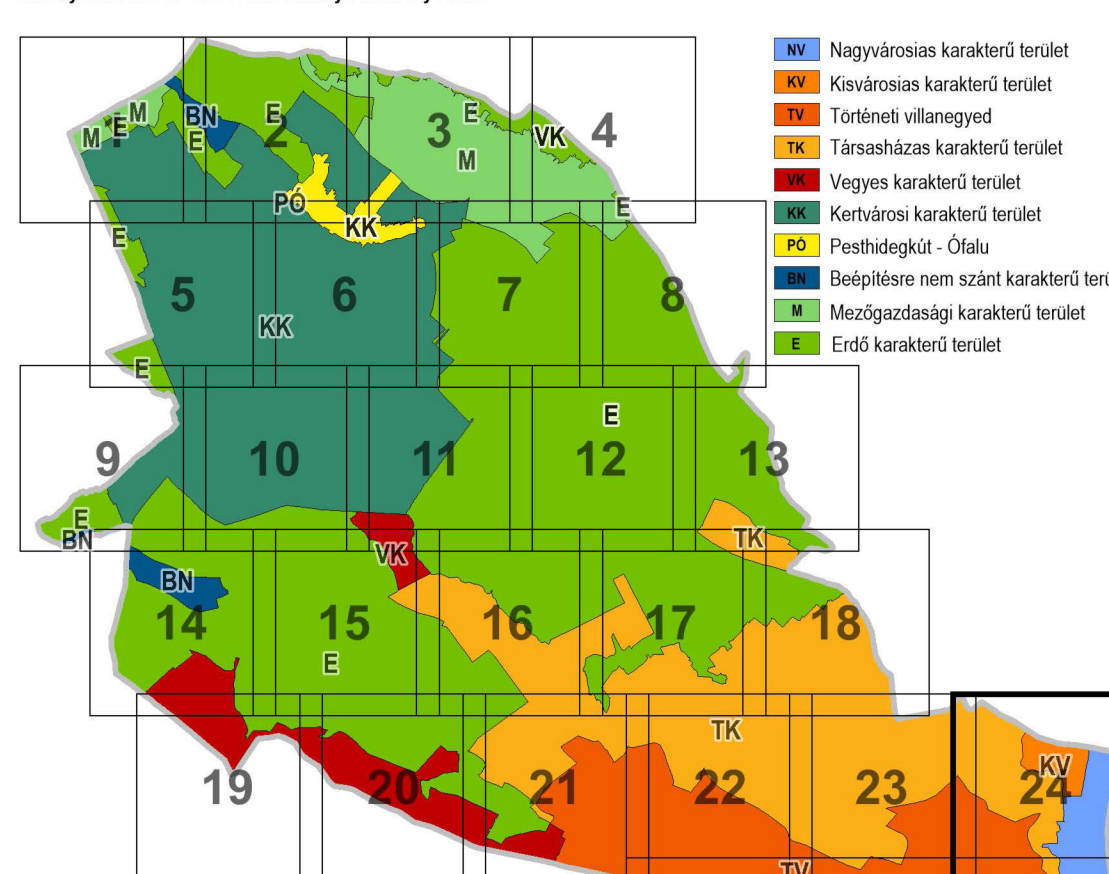 NV Nagyvárosias karakterű terület
KV Kisvárosias karakterű terület
TV Történeti villanegyed
TK Társasházas karakterű terület
VK Vegyes karakterű terület
KK Kertvárosi karakterű terület
PÓ Pesthidegkút - Ófalu
BN Beépítésre nem szánt karakterű
M Mezőgazdasági karakterű terület
E Erdő karakterű terület
M M E 1 BN E E 2 E M 3 VK 4
PÓ KK E
E 5 6 7 8
KK
E E
9 10 11 12 13
E BN VK TK
BN
14 15 16 17 18
E
TK
19 20 21 22 23 24 KV
TV